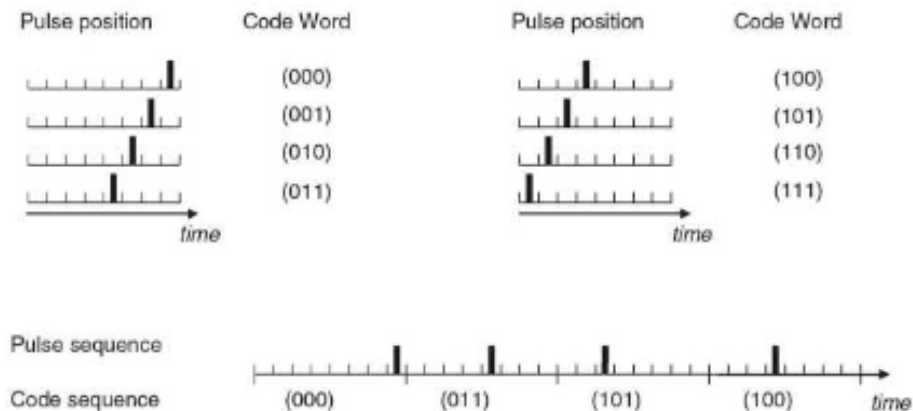 Pulse position Code Word Pulse position Code Word
(000) (100)
(001) (101)
(010) (110)
(011) (111)
time time
Pulse sequence
Code sequence (000) (011) (101) (100) time